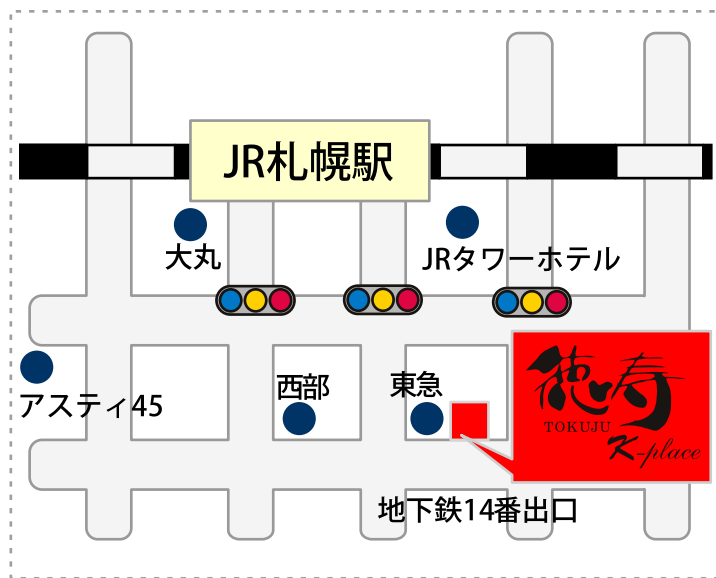 JR札幌駅
大丸
JRタワーホテル
アスティ45
西部
東急
徳寿
TOKUJU
K-place
地下鉄14番出口